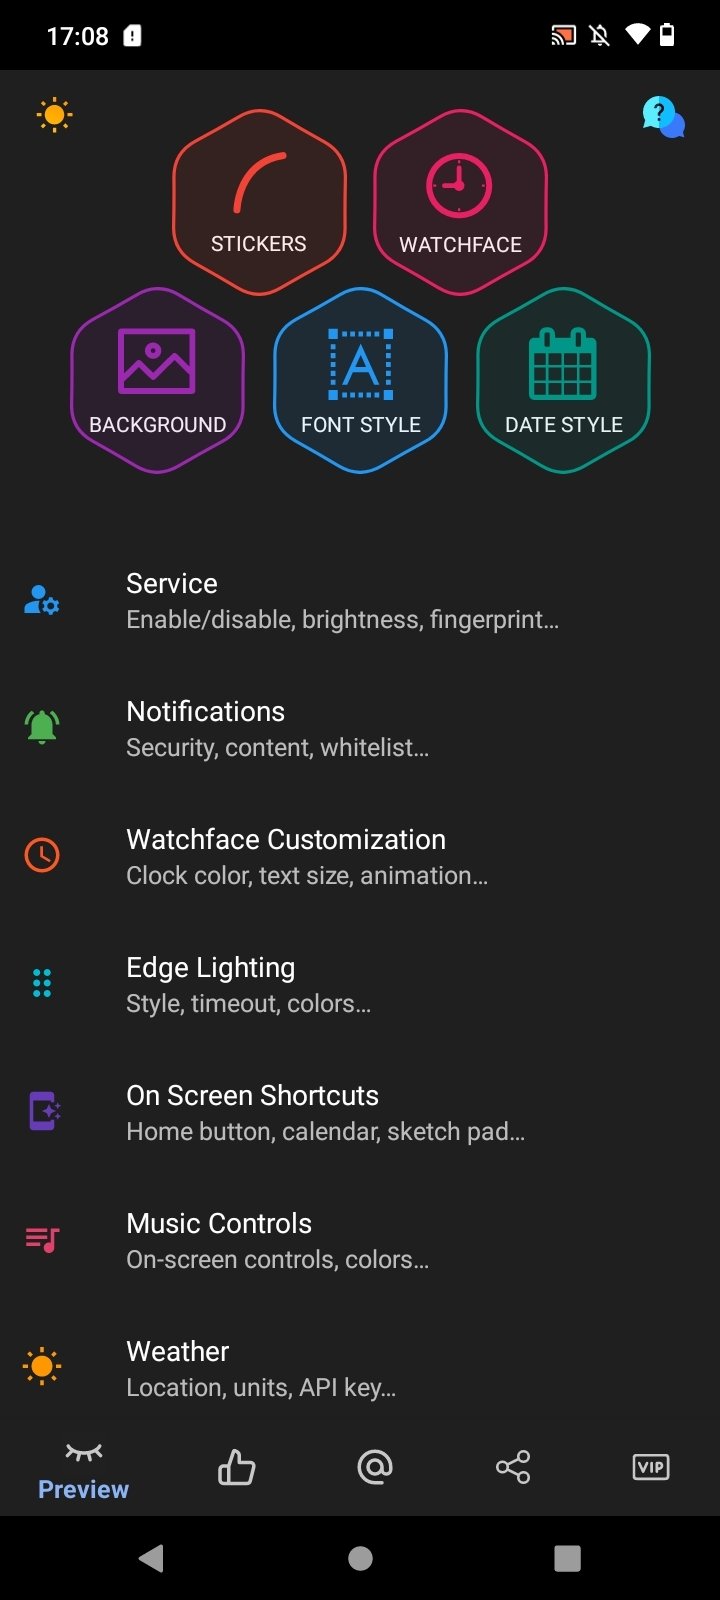 17:08
STICKERS
WATCHFACE
BACKGROUND
FONT STYLE
DATE STYLE
Service
Enable/disable, brightness, fingerprint...
Notifications
Security, content, whitelist...
Watchface Customization
Clock color, text size, animation...
Edge Lighting
Style, timeout, colors...
On Screen Shortcuts
Home button, calendar, sketch pad...
Music Controls
On-screen controls, colors...
Weather
Location, units, API key...
Preview
VIP